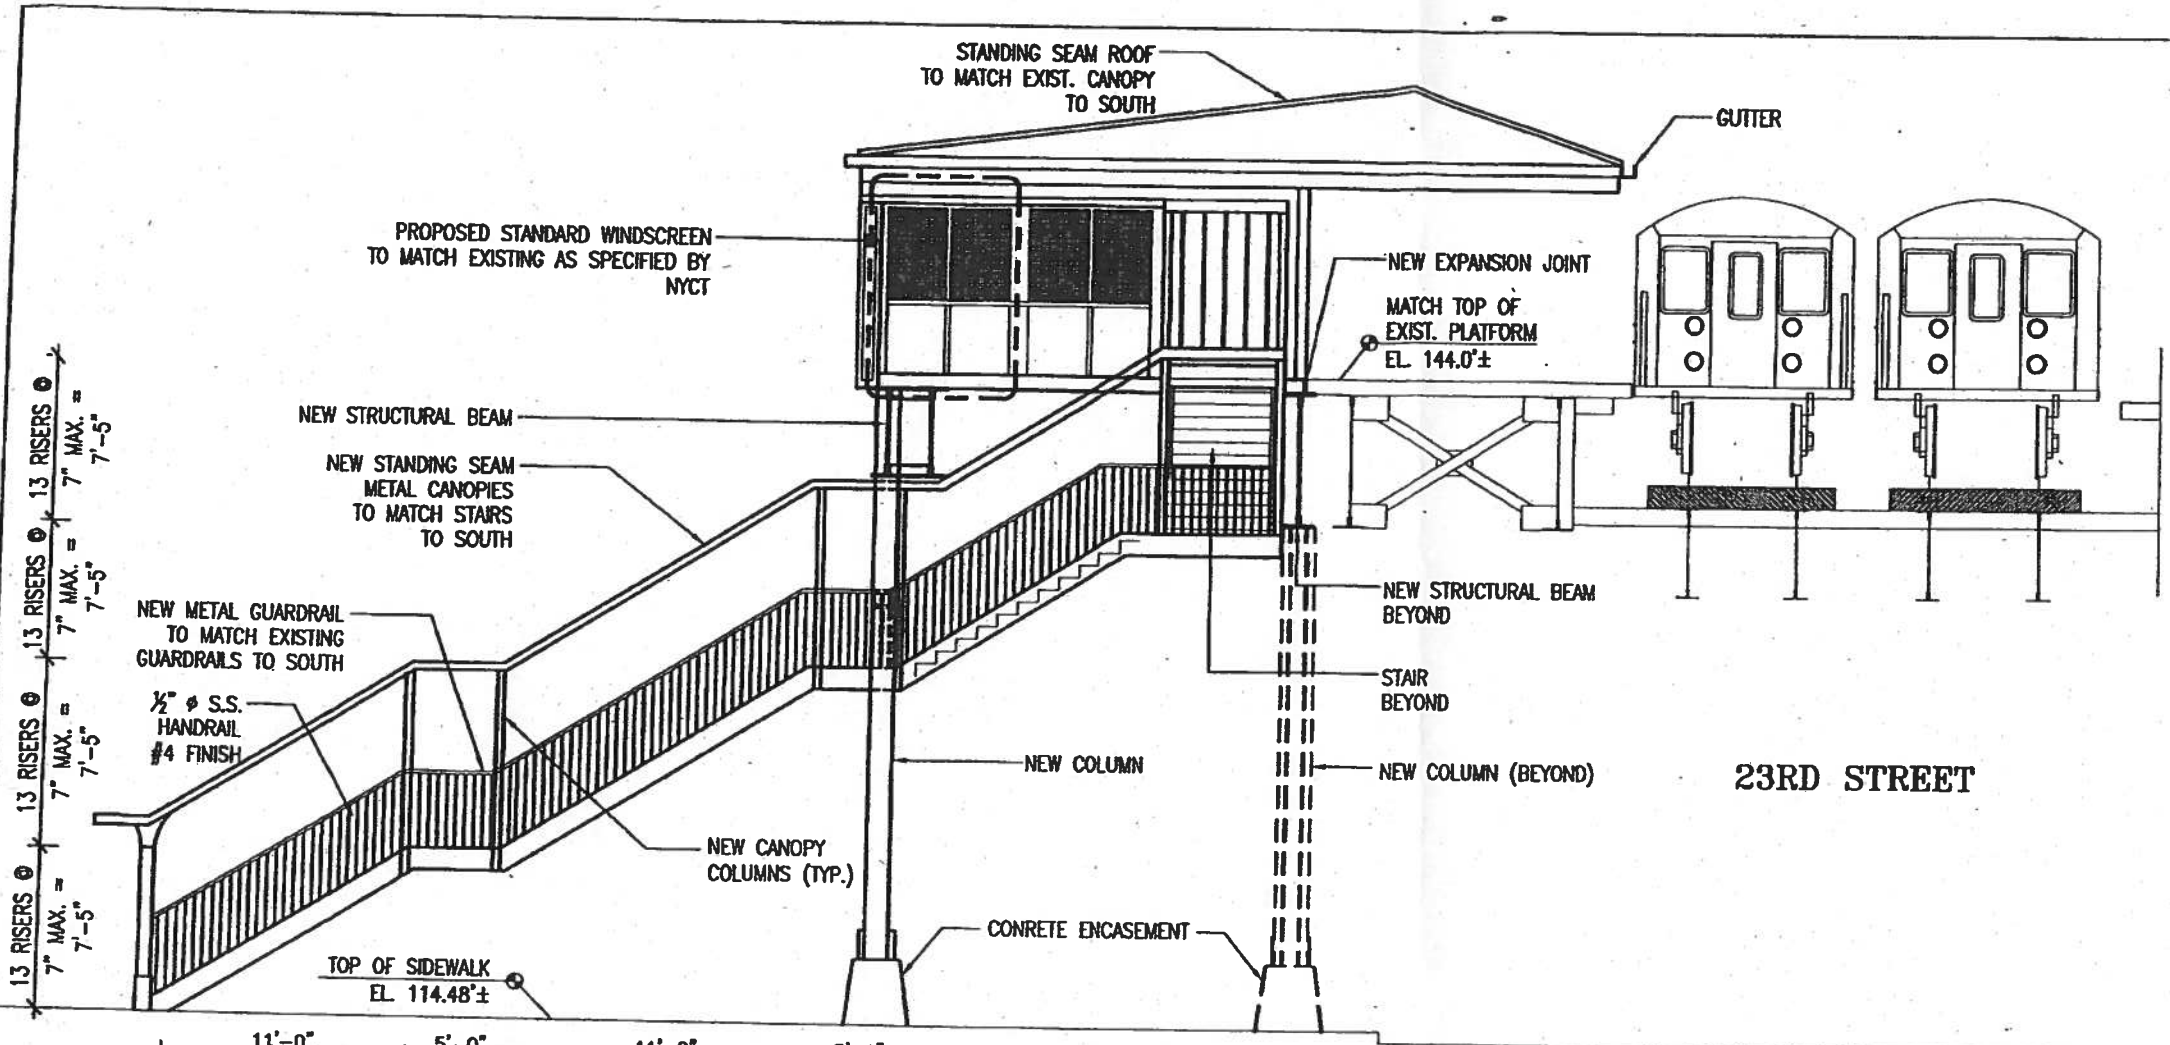 STANDING SEAM ROOF
TO MATCH EXIST. CANOPY
TO SOUTH
GUTTER
PROPOSED STANDARD WINDSCREEN
TO MATCH EXISTING AS SPECIFIED BY
NYCT
NEW EXPANSION JOINT
MATCH TOP OF
EXIST. PLATFORM
EL. 144.0'±
NEW STRUCTURAL BEAM
NEW STANDING SEAM
METAL CANOPIES
TO MATCH STAIRS
TO SOUTH
NEW METAL GUARDRAIL
TO MATCH EXISTING
GUARDRAILS TO SOUTH
½" ø S.S.
HANDRAIL
#4 FINISH
NEW STRUCTURAL BEAM
BEYOND
STAIR
BEYOND
NEW COLUMN
NEW COLUMN (BEYOND)
23RD STREET
NEW CANOPY
COLUMNS (TYP.)
CONRETE ENCASEMENT
TOP OF SIDEWALK
EL. 114.48'±
13 RISERS @
7" MAX. =
7'-5"
13 RISERS @
7" MAX. =
7'-5"
13 RISERS @
7" MAX. =
7'-5"
13 RISERS @
7" MAX. =
7'-5"
11'-0"
5'-0"